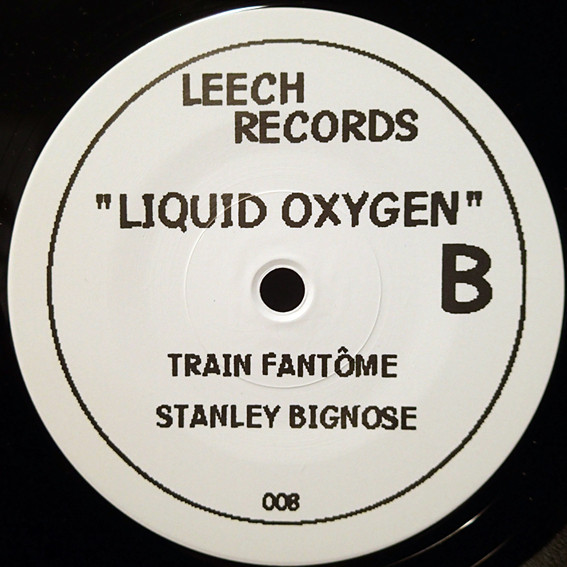 LEECH
RECORDS
"LIQUID OXYGEN"
B
TRAIN FANTÔME
STANLEY BIGNOSE
008